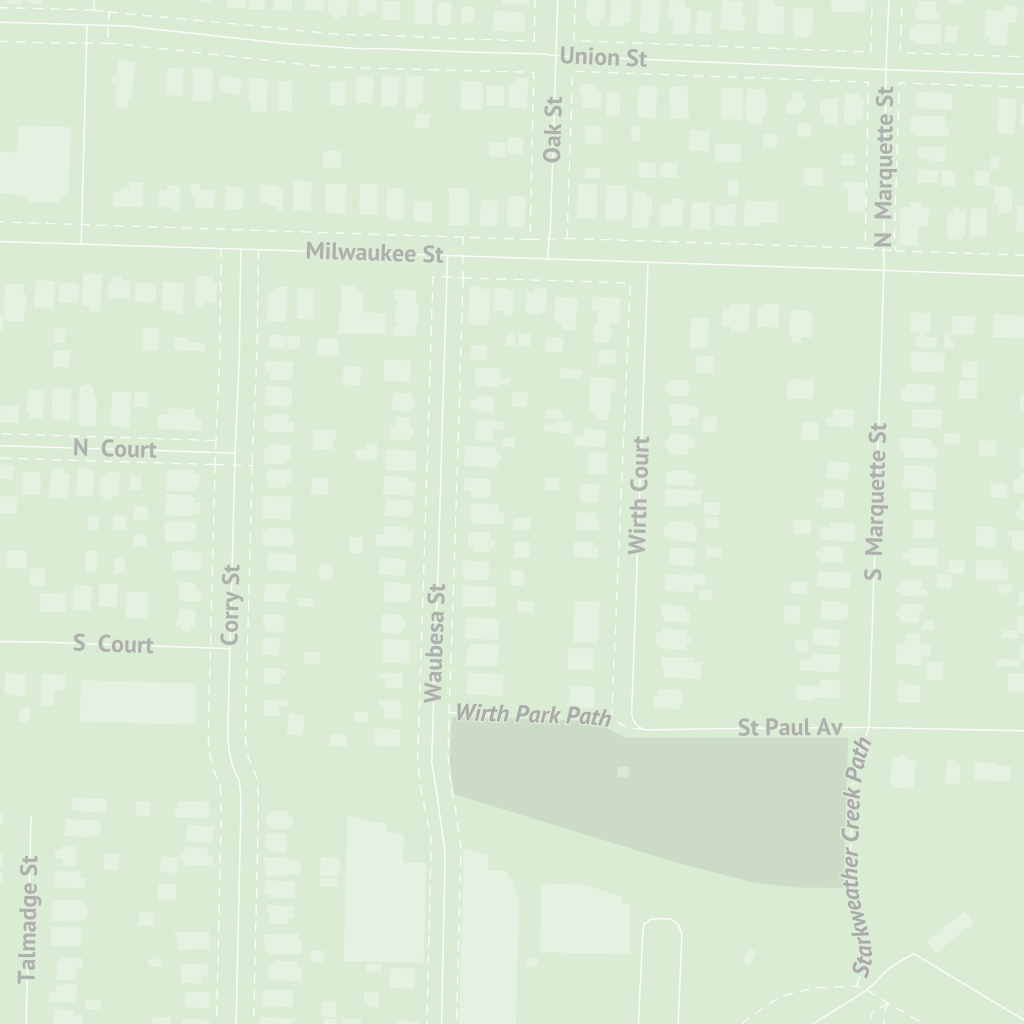 Union St
Oak St
N Marquette St
Milwaukee St
N Court
Wirth Court
S Marquette St
Corry St
Waubesa St
S Court
Wirth Park Path
St Paul Av
Starkweather Creek Path
Talmadge St